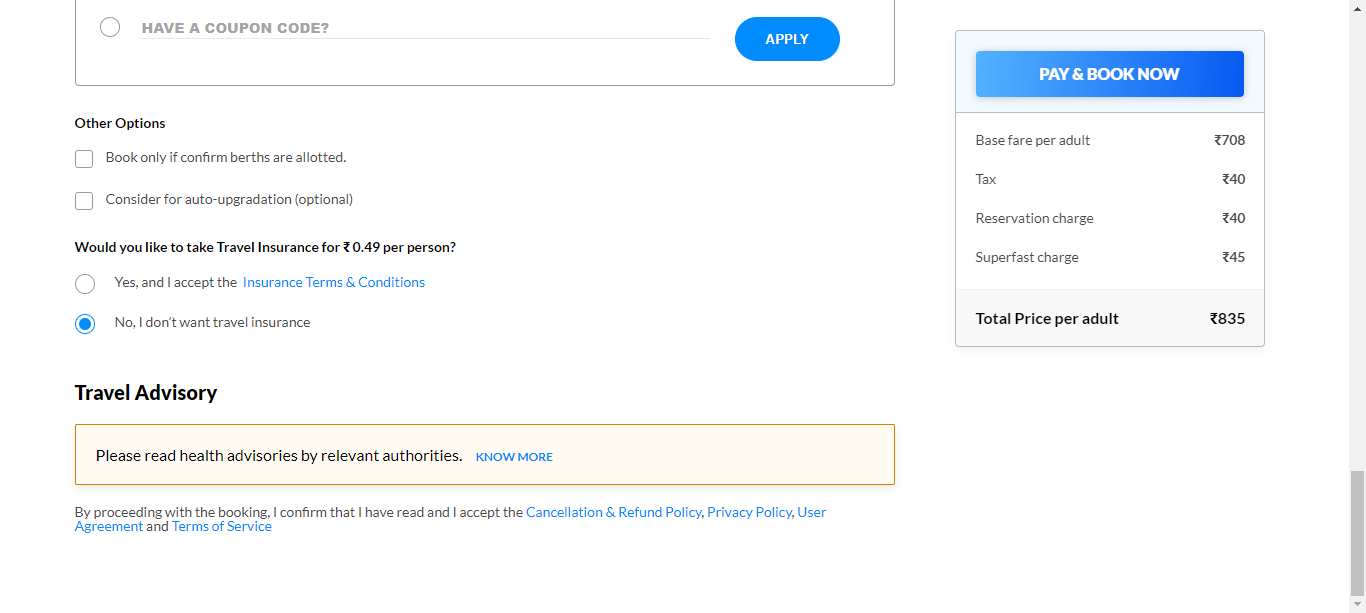 HAVE A COUPON CODE?
APPLY
Other Options
Book only if confirm berths are allotted.
Consider for auto-upgradation (optional)
Would you like to take Travel Insurance for ₹ 0.49 per person?
Yes, and I accept the Insurance Terms & Conditions
No, I don't want travel insurance
Travel Advisory
Please read health advisories by relevant authorities. KNOW MORE
By proceeding with the booking, I confirm that I have read and I accept the Cancellation & Refund Policy, Privacy Policy, User
Agreement and Terms of Service
PAY & BOOK NOW
Base fare per adult ₹708
Tax ₹40
Reservation charge ₹40
Superfast charge ₹45
Total Price per adult ₹835